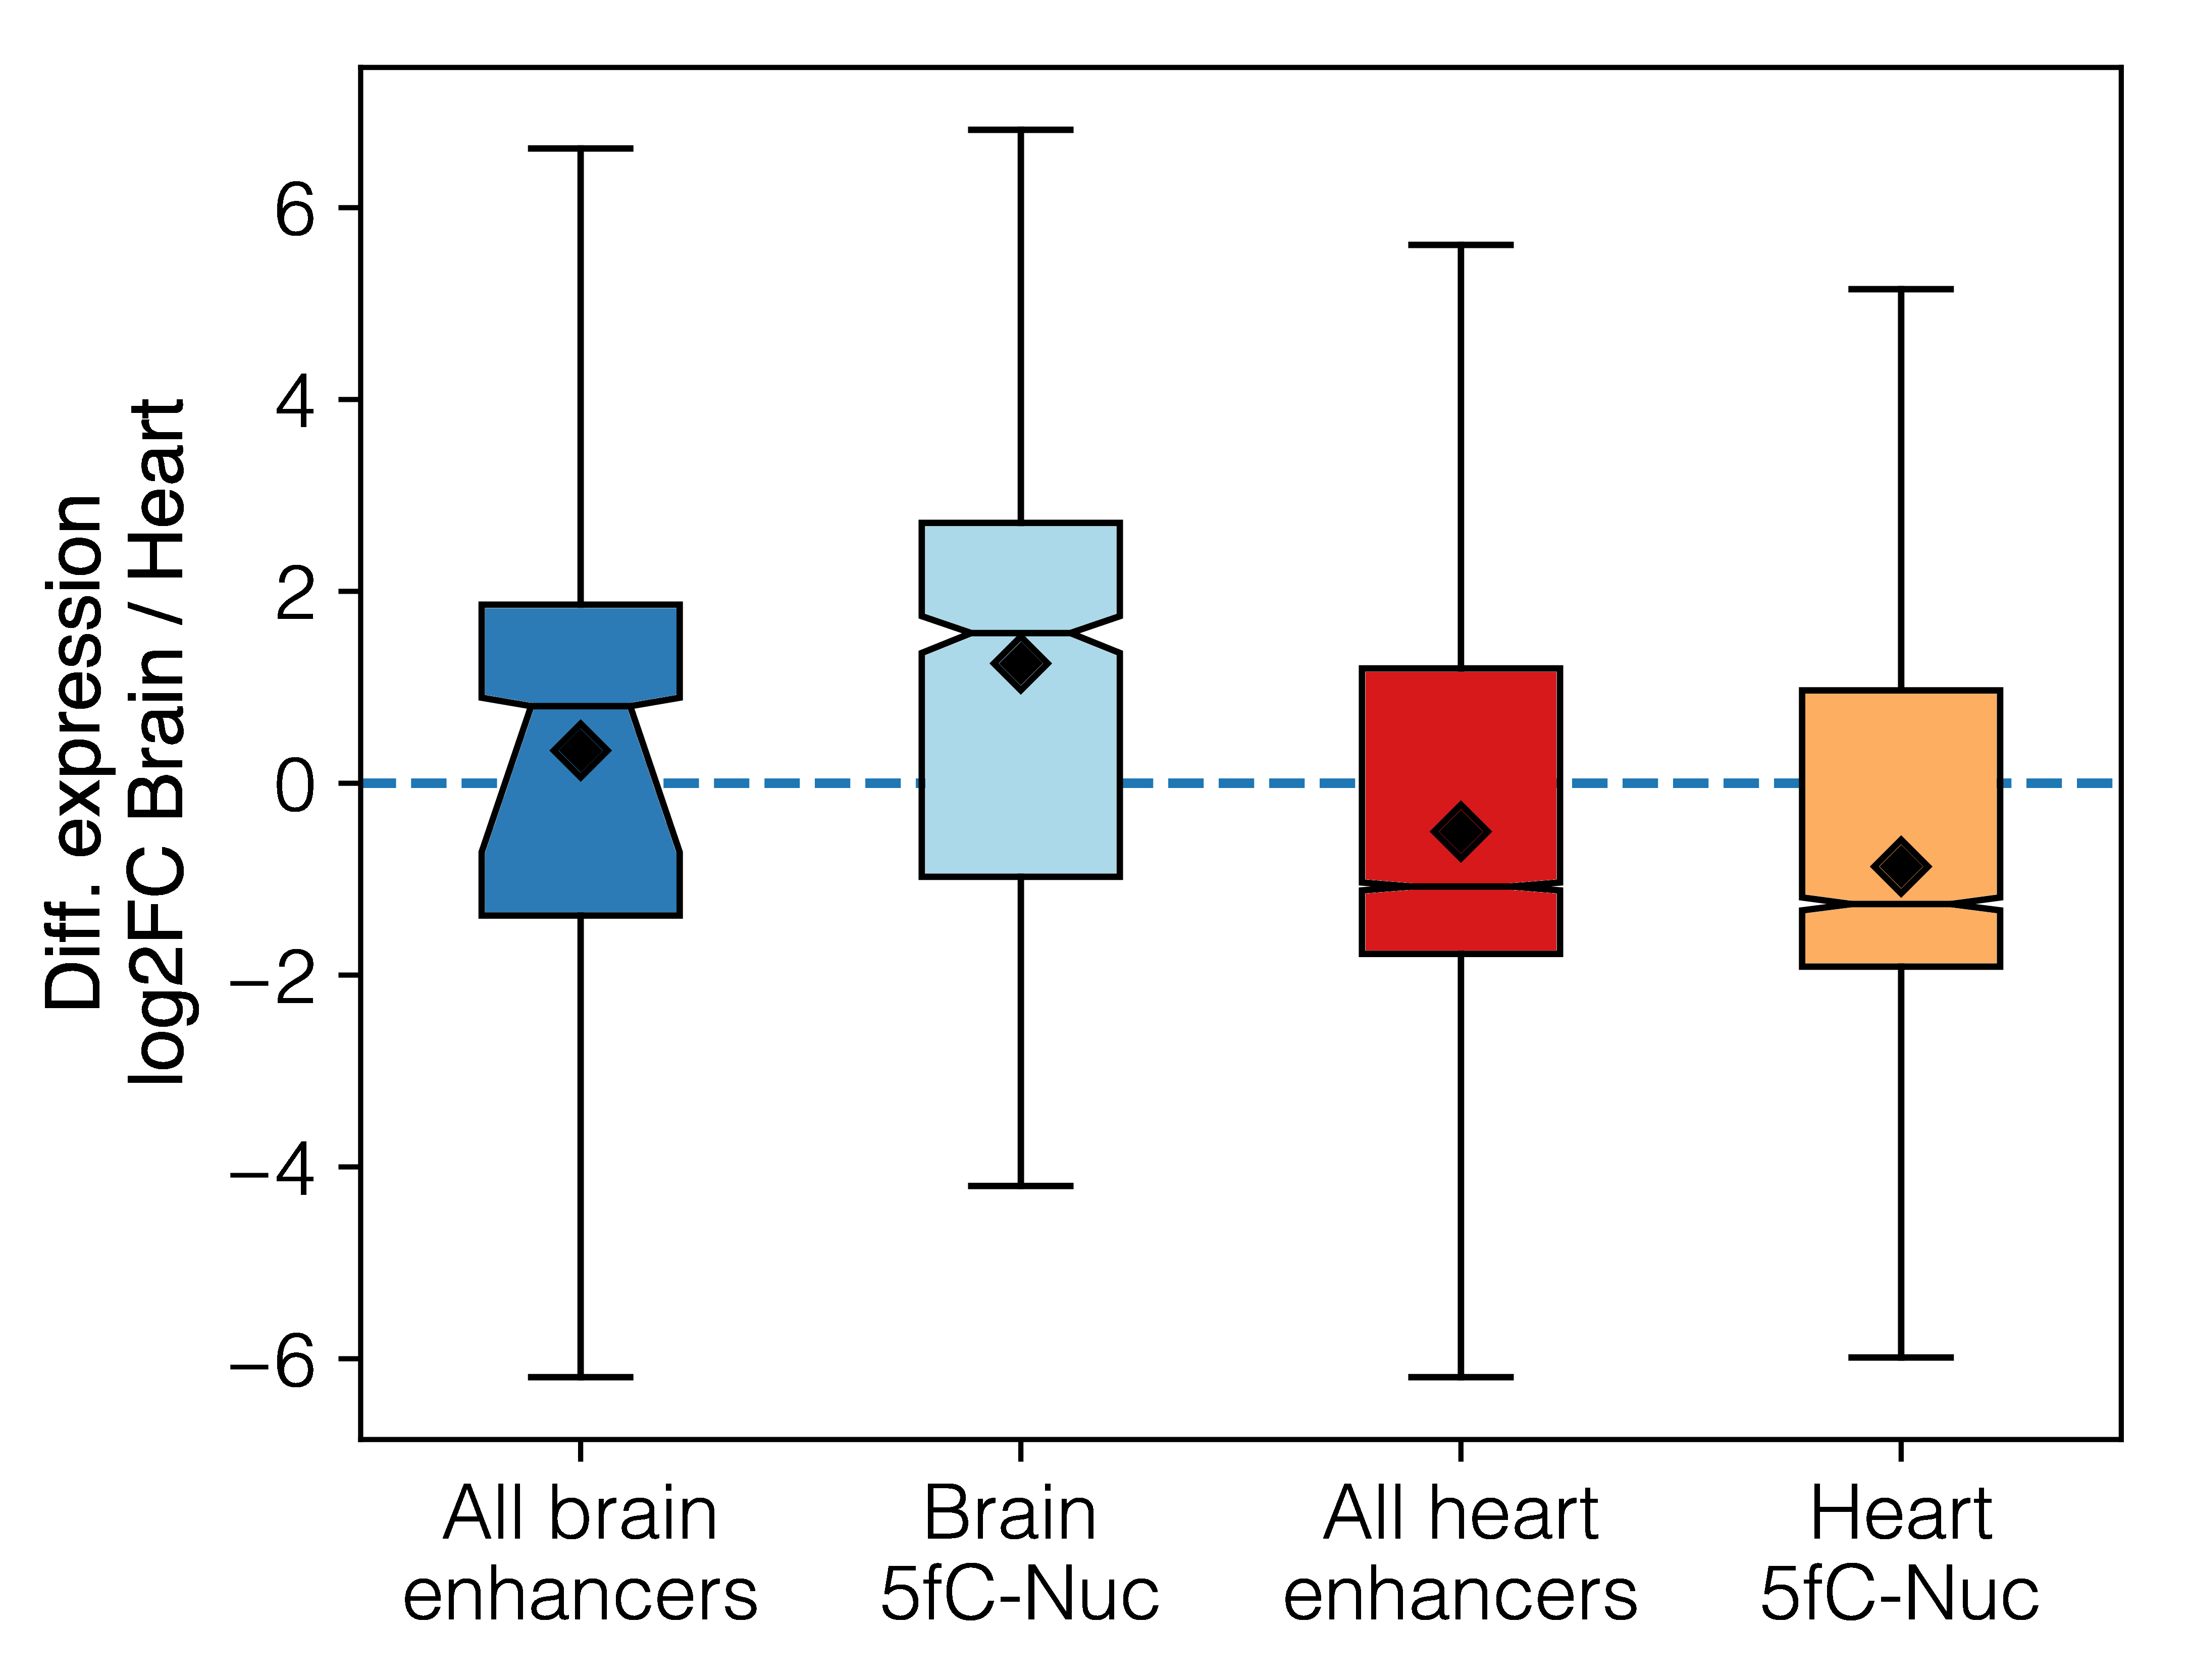 Diff. expression
log2FC Brain / Heart
6
4
2
0
−2
−4
−6
All brain
enhancers
Brain
5fC-Nuc
All heart
enhancers
Heart
5fC-Nuc